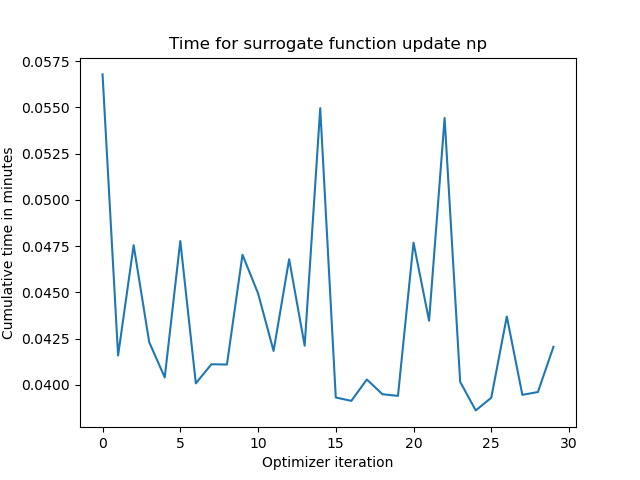 Time for surrogate function update np
Cumulative time in minutes
0.0575
0.0550
0.0525
0.0500
0.0475
0.0450
0.0425
0.0400
0 5 10 15 20 25 30
Optimizer iteration